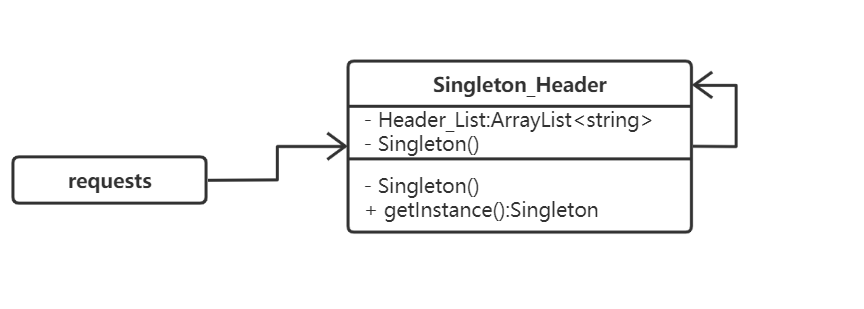 Singleton_Header
- Header_List:ArrayList<string>
- Singleton()
requests
- Singleton()
+ getInstance():Singleton